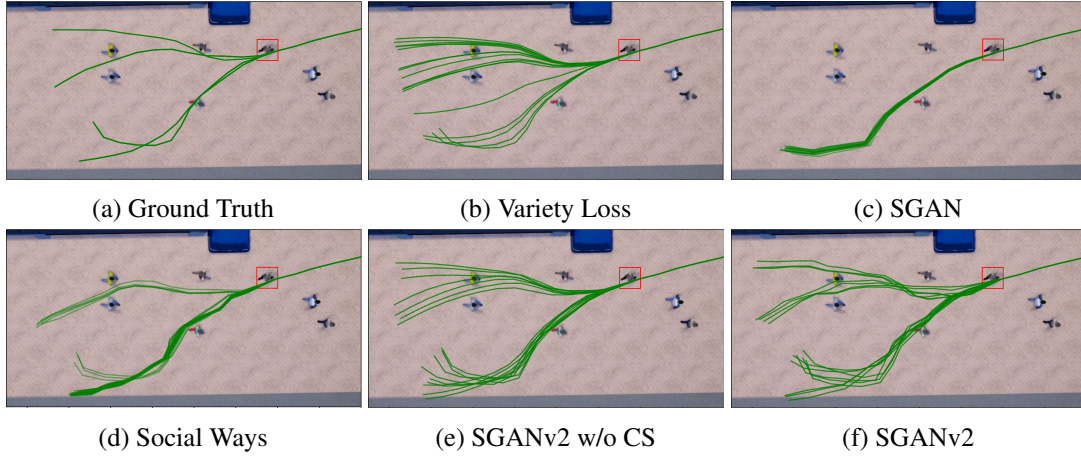 (a) Ground Truth
(b) Variety Loss
(c) SGAN
(d) Social Ways
(e) SGANv2 w/o CS
(f) SGANv2